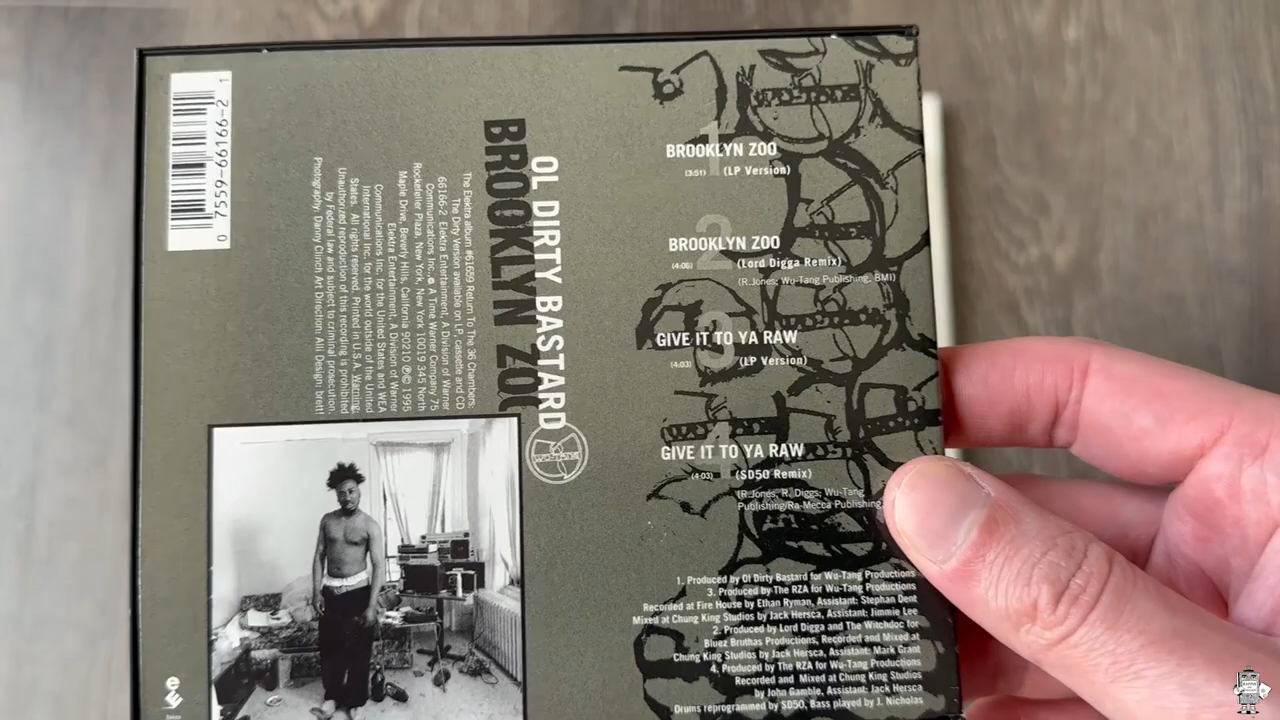 1
BROOKLYN ZOO
(3:51) (LP Version)
2
BROOKLYN ZOO
(4:06) (Lord Digga Remix)
(R.Jones; Wu-Tang Publishing, BMI)
3
GIVE IT TO YA RAW
(4:03) (LP Version)
GIVE IT TO YA RAW
(4:03) (SD50 Remix)
(R.Jones, R. Diggs; Wu-Tang
Publishing/Ra-Mecca Publishing,
1. Produced by Ol Dirty Bastard for Wu-Tang Productions
3. Produced by The RZA for Wu-Tang Productions
Recorded at Fire House by Ethan Ryman, Assistant: Stephan Dent
Mixed at Chung King Studios by Jack Hersca, Assistant: Jimmie Lee
2. Produced by Lord Digga and The Witchdoc for
Bluez Bruthas Productions, Recorded and Mixed at
Chung King Studios by Jack Hersca, Assistant: Mark Grant
4. Produced by The RZA for Wu-Tang Productions
Recorded and Mixed at Chung King Studios
by John Gamble, Assistant: Jack Hersca
Drums reprogrammed by SD50, Bass played by J. Nicholas
OL DIRTY BASTARD
WU-TANG
BROOKLYN ZOO
The Elektra album #61659 Return To The 36 Chambers:
The Dirty Version available on LP, cassette and CD
66166-2 Elektra Entertainment, A Division of Warner
Communications Inc., A Time Warner Company 75
Rockefeller Plaza, New York, New York 10019 345 North
Maple Drive, Beverly Hills, California 90210 ℗© 1995
Elektra Entertainment, A Division of Warner
Communications Inc. for the United States and WEA
International Inc. for the world outside of the United
States. All rights reserved. Printed in U.S.A. Warning:
Unauthorized reproduction of this recording is prohibited
by Federal law and subject to criminal prosecution.
Photography: Danny Clinch Art Direction: Ali Design: brett!
0 7559-66166-2 1